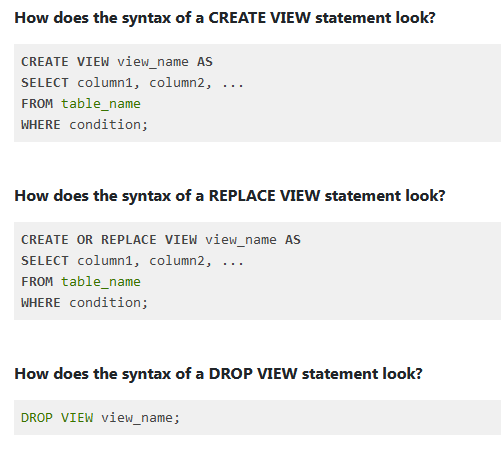 How does the syntax of a CREATE VIEW statement look?
CREATE VIEW view_name AS
SELECT column1, column2, ...
FROM table_name
WHERE condition;
How does the syntax of a REPLACE VIEW statement look?
CREATE OR REPLACE VIEW view_name AS
SELECT column1, column2, ...
FROM table_name
WHERE condition;
How does the syntax of a DROP VIEW statement look?
DROP VIEW view_name;